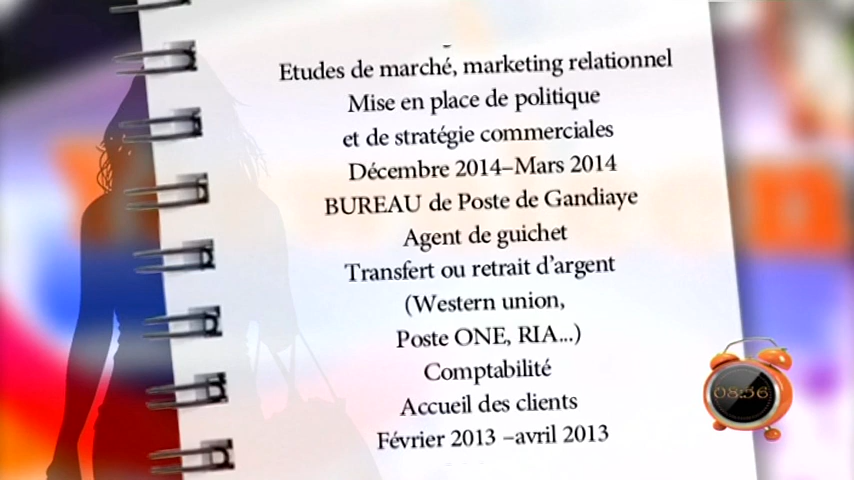 Etudes de marché, marketing relationnel
Mise en place de politique
et de stratégie commerciales
Décembre 2014–Mars 2014
BUREAU de Poste de Gandiaye
Agent de guichet
Transfert ou retrait d'argent
(Western union,
Poste ONE, RIA...)
Comptabilité
Accueil des clients
Février 2013 –avril 2013
08:56